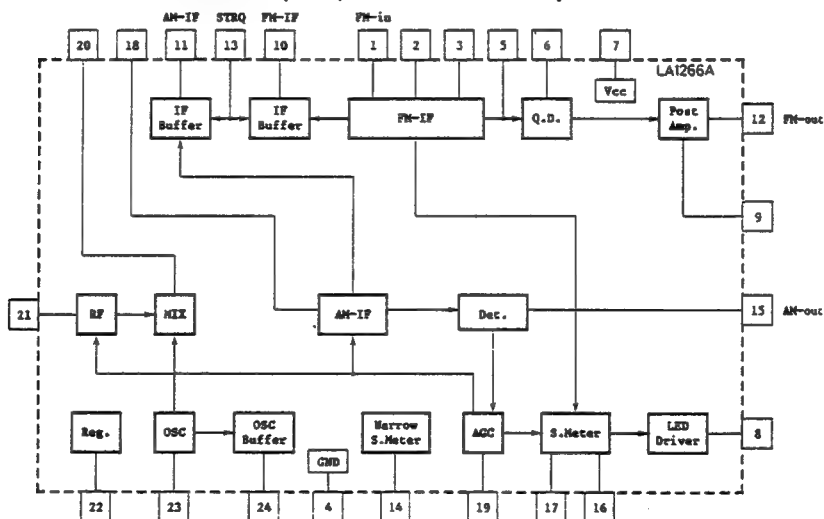 AM-IF STRQ FM-IF FM-in
20 18 11 13 10 1 2 3 5 6 7
LA1266A
Vcc
IF Buffer
IF Buffer
FM-IF
Q.D.
Post Amp.
12 FM-out
9
21
RF
MIX
AM-IF
Det.
15 AM-out
Reg.
OSC
OSC Buffer
GND
Narrow S.Meter
AGC
S.Meter
LED Driver
8
22 23 24 4 14 19 17 16